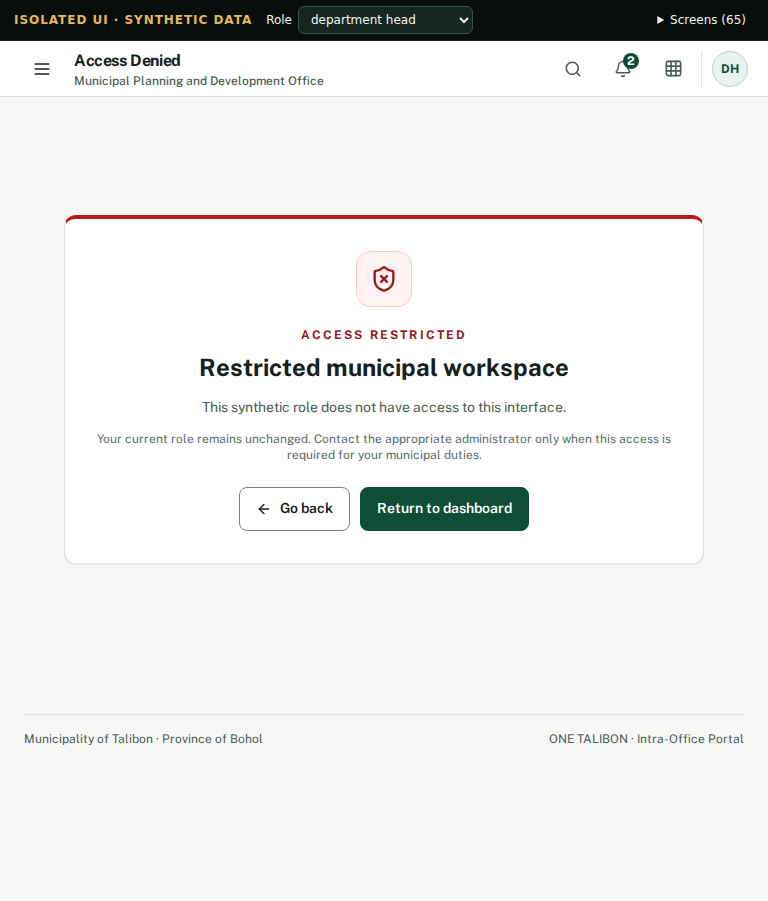 ISOLATED UI · SYNTHETIC DATA Role department head Screens (65)
Access Denied
Municipal Planning and Development Office
2
DH
ACCESS RESTRICTED
Restricted municipal workspace
This synthetic role does not have access to this interface.
Your current role remains unchanged. Contact the appropriate administrator only when this access is
required for your municipal duties.
Go back Return to dashboard
Municipality of Talibon · Province of Bohol ONE TALIBON · Intra-Office Portal